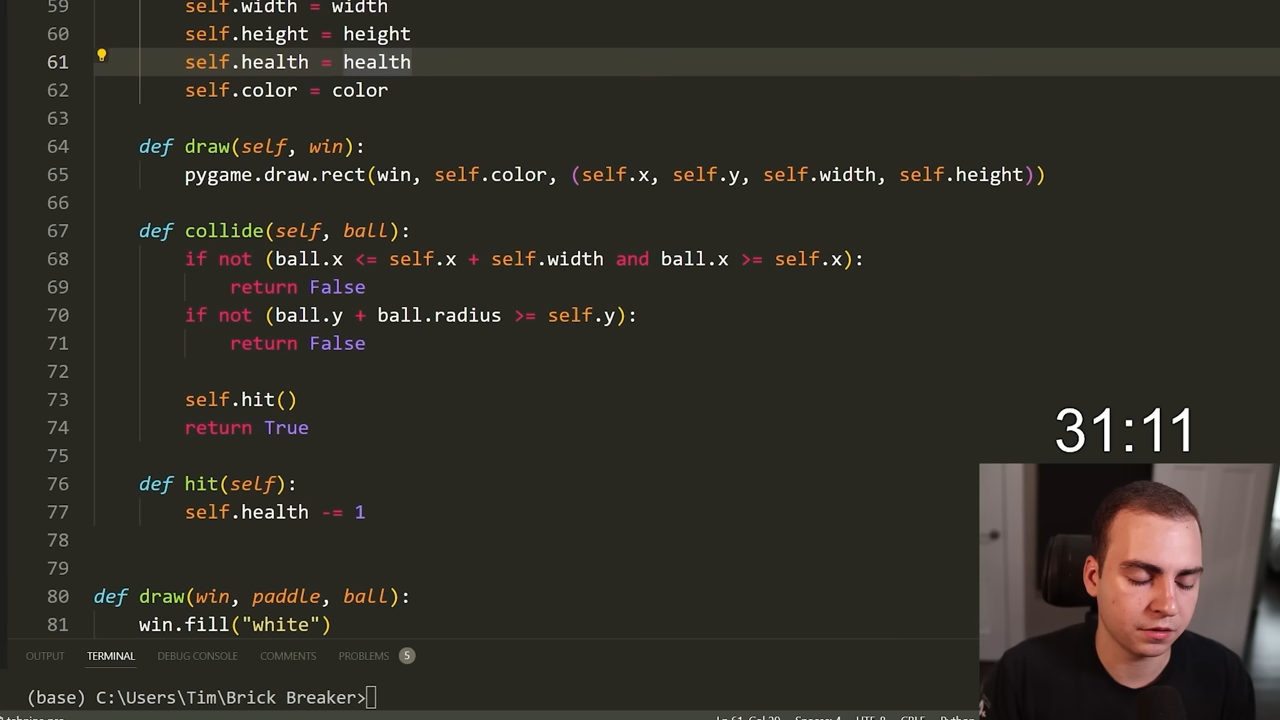 59 self.width = width
60 self.height = height
61 self.health = health
62 self.color = color
63
64 def draw(self, win):
65 pygame.draw.rect(win, self.color, (self.x, self.y, self.width, self.height))
66
67 def collide(self, ball):
68 if not (ball.x <= self.x + self.width and ball.x >= self.x):
69 return False
70 if not (ball.y + ball.radius >= self.y):
71 return False
72
73 self.hit()
74 return True
75
76 def hit(self):
77 self.health -= 1
78
79
80 def draw(win, paddle, ball):
81 win.fill("white")
31:11
OUTPUT TERMINAL DEBUG CONSOLE COMMENTS PROBLEMS 5
(base) C:\Users\Tim\Brick Breaker>